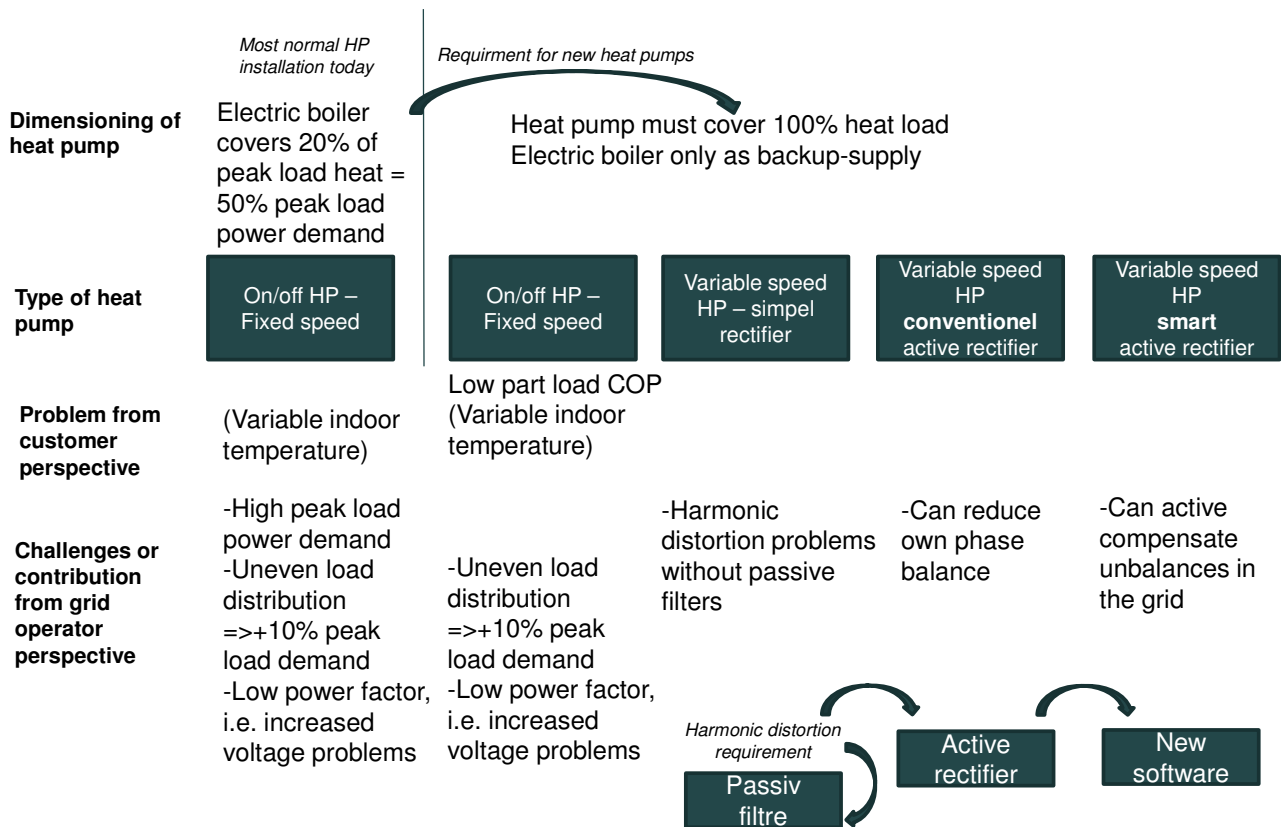 Most normal HP
installation today
Requirment for new heat pumps
Dimensioning of
heat pump
Electric boiler
covers 20% of
peak load heat =
50% peak load
power demand
Heat pump must cover 100% heat load
Electric boiler only as backup-supply
Type of heat
pump
On/off HP –
Fixed speed
On/off HP –
Fixed speed
Variable speed
HP – simpel
rectifier
Variable speed
HP
conventionel
active rectifier
Variable speed
HP
smart
active rectifier
Problem from
customer
perspective
(Variable indoor
temperature)
Low part load COP
(Variable indoor
temperature)
Challenges or
contribution
from grid
operator
perspective
-High peak load
power demand
-Uneven load
distribution
=>+10% peak
load demand
-Low power factor,
i.e. increased
voltage problems
-Uneven load
distribution
=>+10% peak
load demand
-Low power factor,
i.e. increased
voltage problems
-Harmonic
distortion problems
without passive
filters
-Can reduce
own phase
balance
-Can active
compensate
unbalances in
the grid
Harmonic distortion
requirement
Passiv
filtre
Active
rectifier
New
software